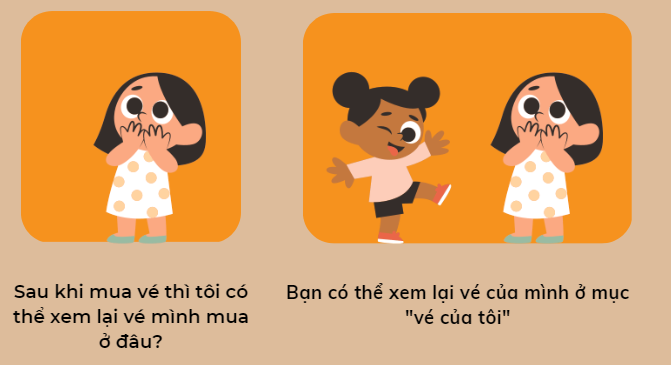 Sau khi mua vé thì tôi có
thể xem lại vé mình mua
ở đâu?
Bạn có thể xem lại vé của mình ở mục
"vé của tôi"